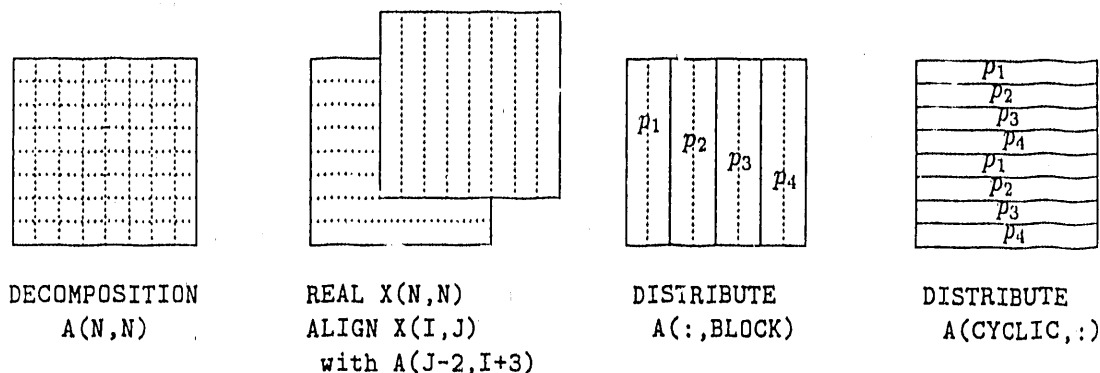 p1
p2
p3
p4
p1
p2
p3
p4
p1
p2
p3
p4
DECOMPOSITION
A(N,N)
REAL X(N,N)
ALIGN X(I,J)
with A(J-2,I+3)
DISTRIBUTE
A(:,BLOCK)
DISTRIBUTE
A(CYCLIC,:)